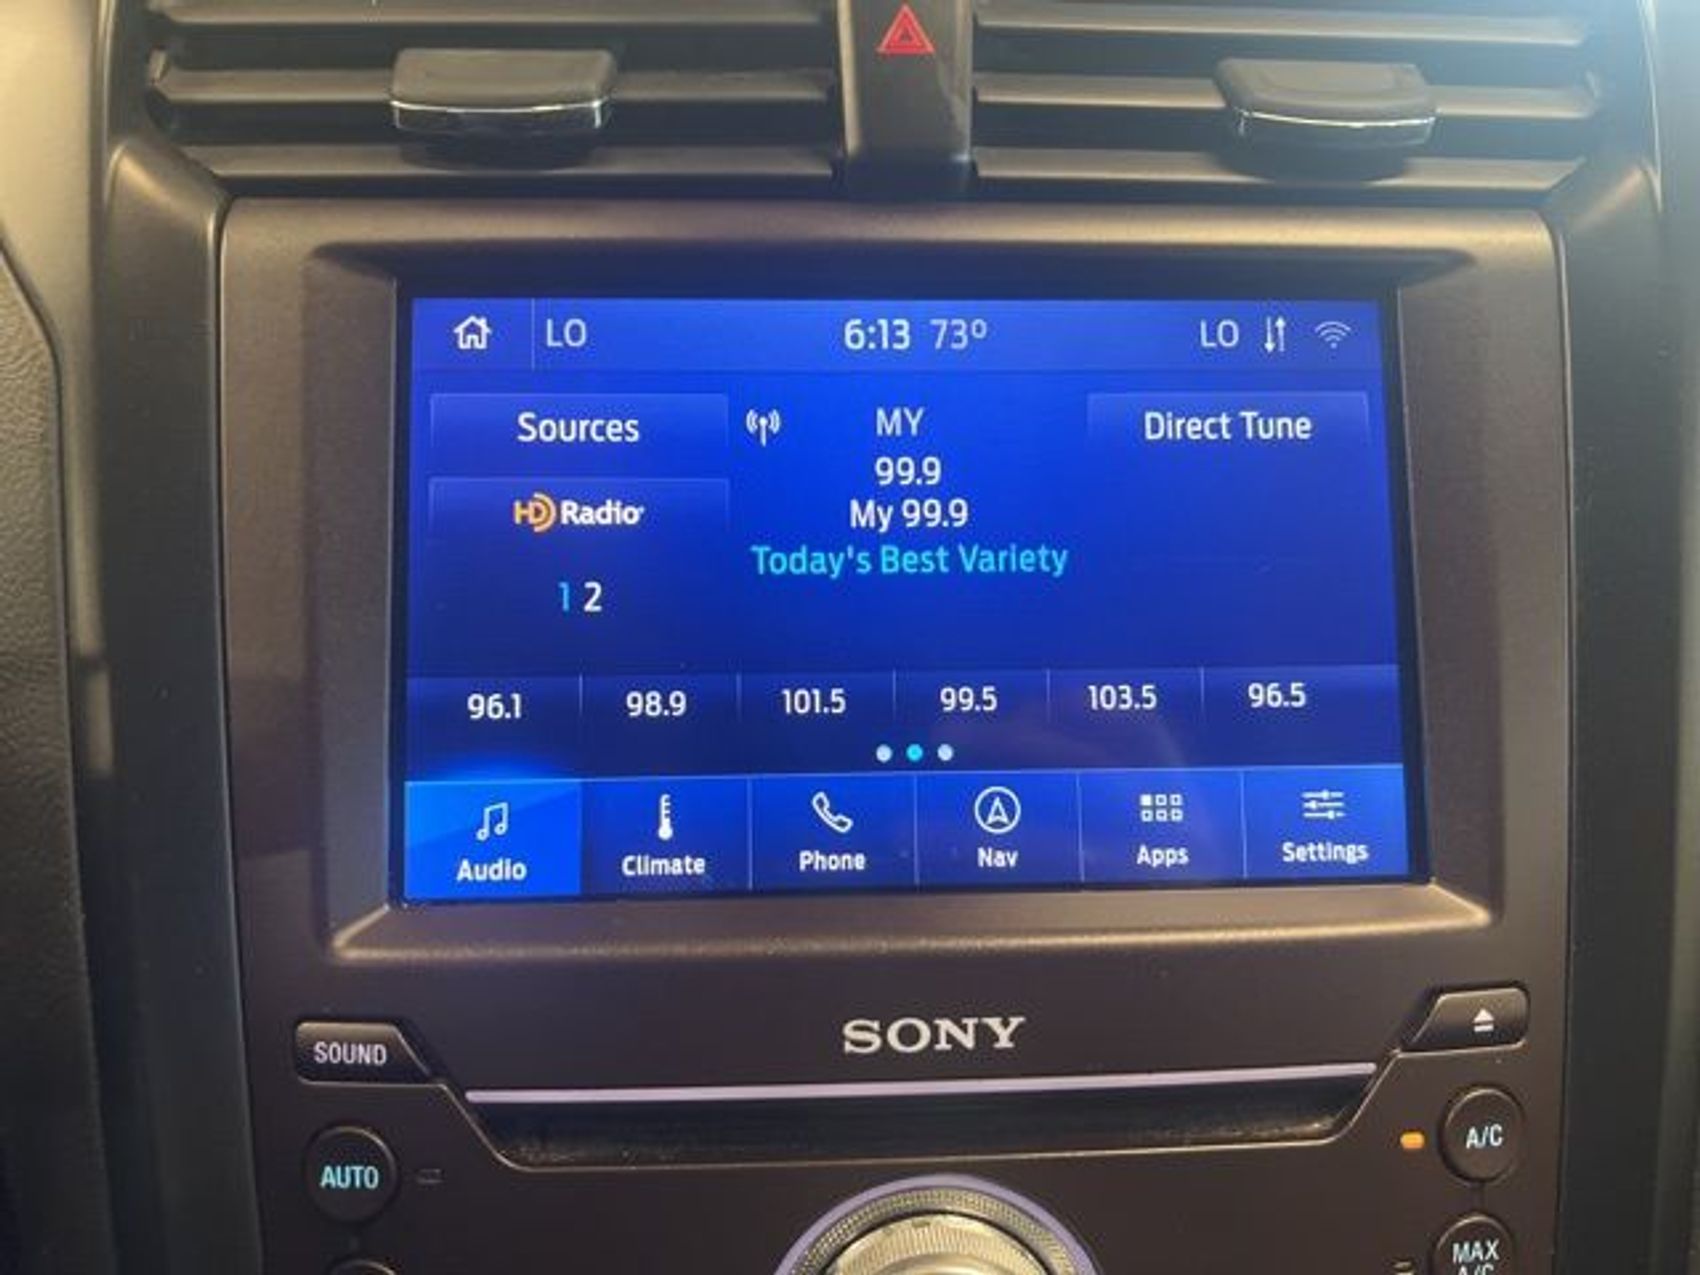 LO 6:13 73° LO
Sources MY Direct Tune
99.9
HD Radio My 99.9
Today's Best Variety
1 2
96.1 98.9 101.5 99.5 103.5 96.5
Audio Climate Phone Nav Apps Settings
SONY
SOUND
AUTO A/C
MAX
A/C